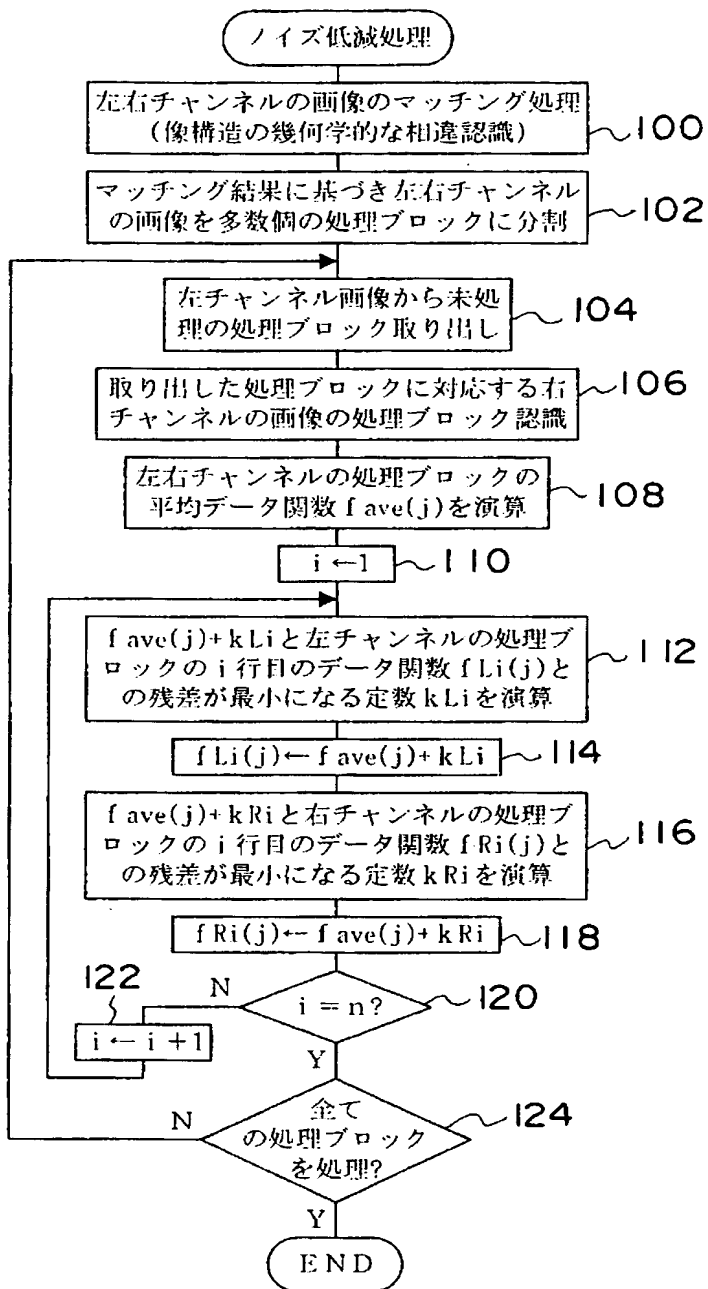 ノイズ低減処理
左右チャンネルの画像のマッチング処理
(像構造の幾何学的な相違認識)
100
マッチング結果に基づき左右チャンネル
の画像を多数個の処理ブロックに分割
102
左チャンネル画像から未処
理の処理ブロック取り出し
104
取り出した処理ブロックに対応する右
チャンネルの画像の処理ブロック認識
106
左右チャンネルの処理ブロックの
平均データ関数f ave(j)を演算
108
i←1
110
f ave(j)+kLiと左チャンネルの処理ブ
ロックのi行目のデータ関数fLi(j)と
の残差が最小になる定数kLiを演算
112
fLi(j)←f ave(j)+kLi
114
f ave(j)+kRiと右チャンネルの処理ブ
ロックのi行目のデータ関数fRi(j)と
の残差が最小になる定数kRiを演算
116
fRi(j)←f ave(j)+kRi
118
i=n?
120
N
122
i←i+1
Y
全て
の処理ブロック
を処理?
124
N
Y
END